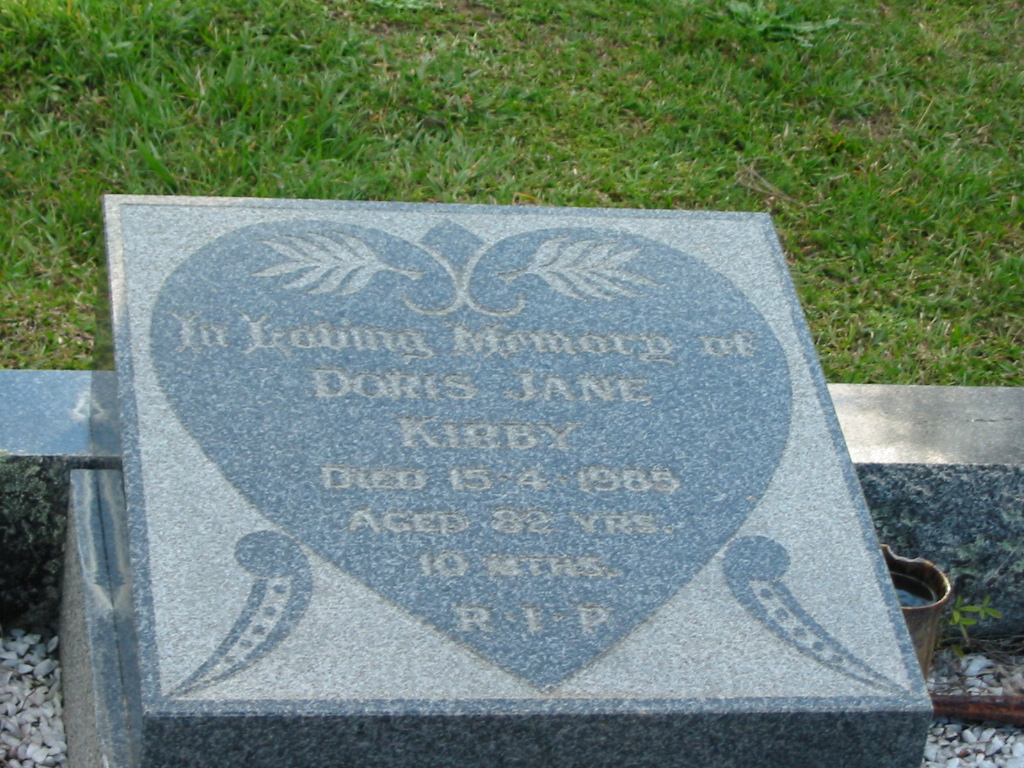 In Loving Memory of
DORIS JANE
KIRBY
DIED 15-4-1985
AGED 82 YRS.
10 MTHS.
R·I·P